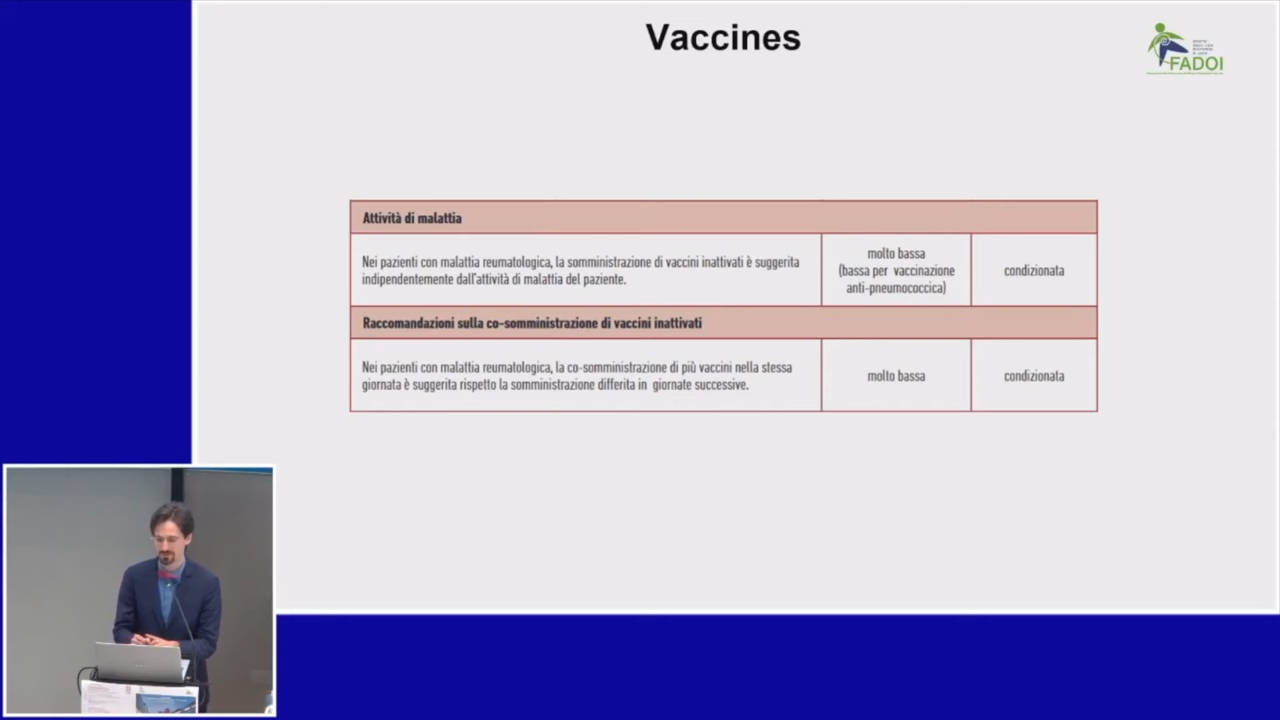 Vaccines
FADOI
Attività di malattia
Nei pazienti con malattia reumatologica, la somministrazione di vaccini inattivati è suggerita
indipendentemente dall'attività di malattia del paziente.
molto bassa
(bassa per vaccinazione
anti-pneumococcica)
condizionata
Raccomandazioni sulla co-somministrazione di vaccini inattivati
Nei pazienti con malattia reumatologica, la co-somministrazione di più vaccini nella stessa
giornata è suggerita rispetto la somministrazione differita in giornate successive.
molto bassa
condizionata